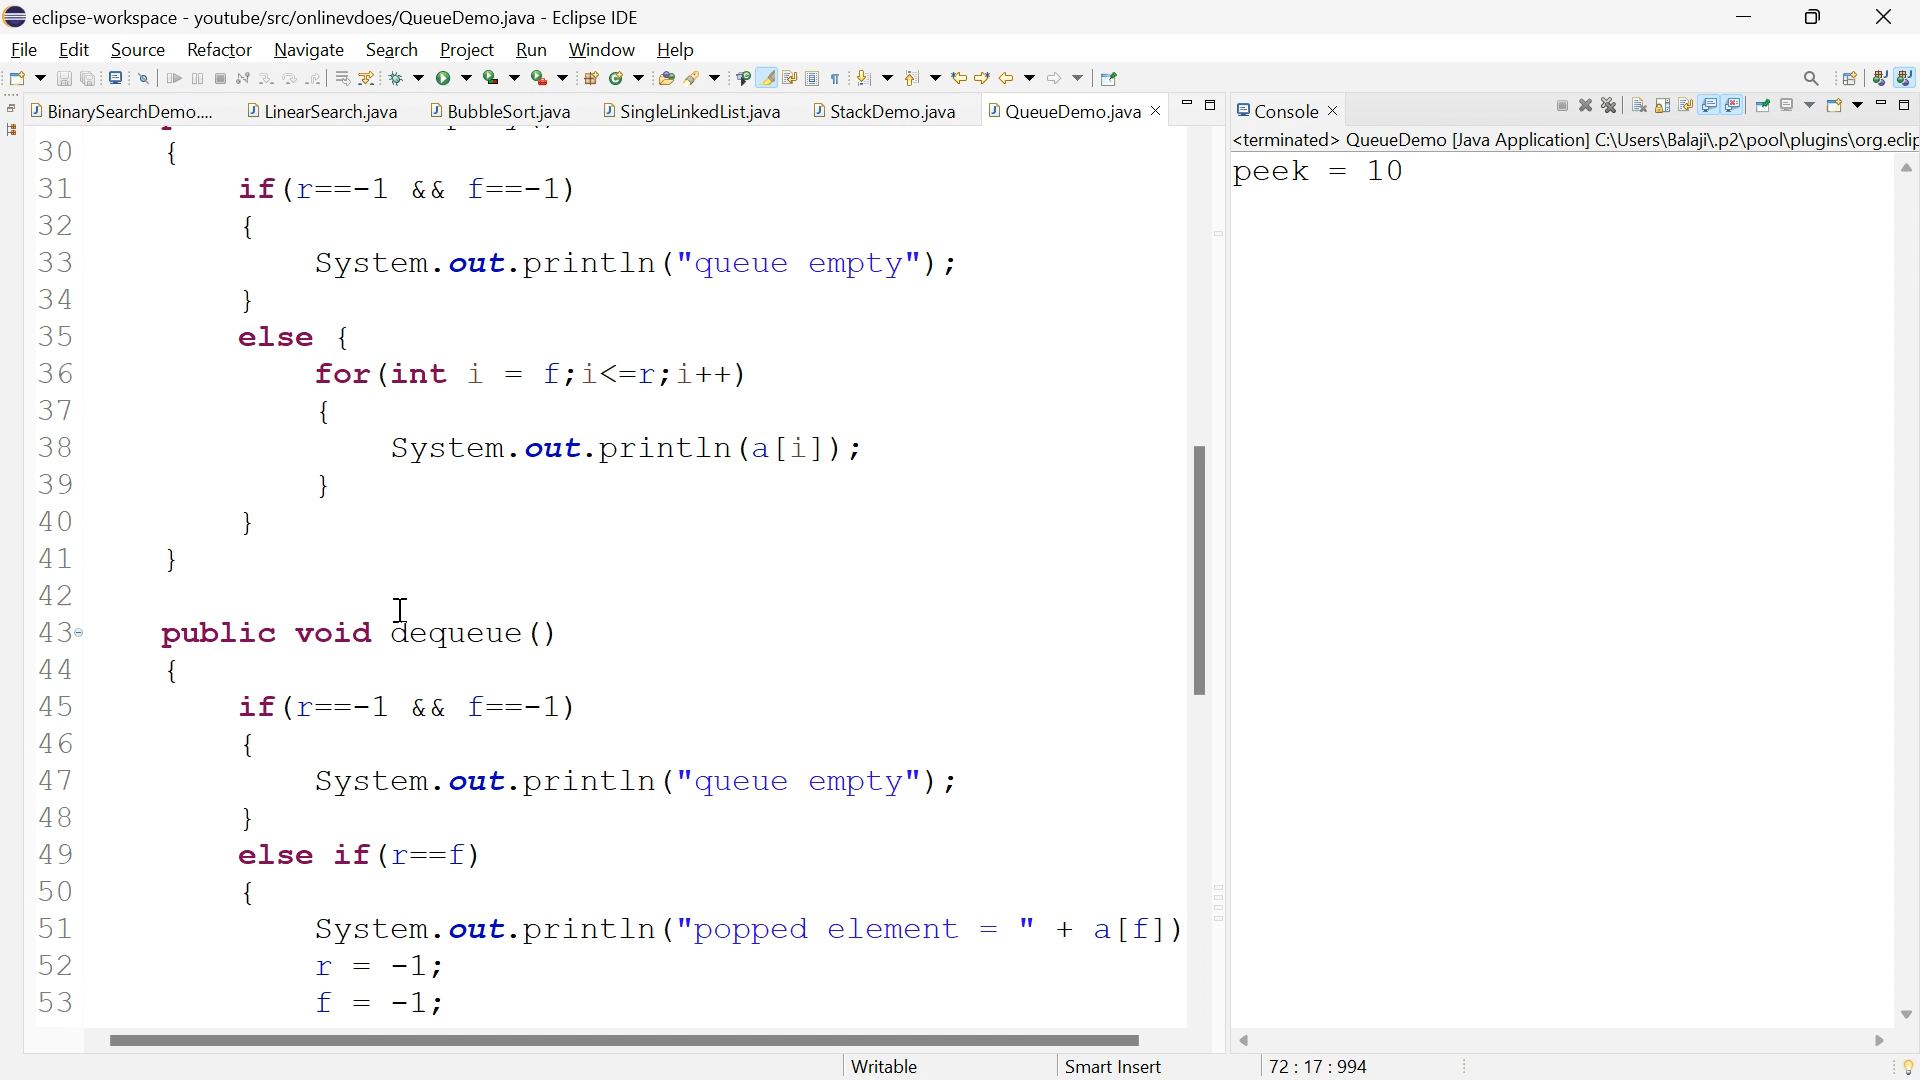 eclipse-workspace - youtube/src/onlinevdoes/QueueDemo.java - Eclipse IDE
File Edit Source Refactor Navigate Search Project Run Window Help
BinarySearchDemo.... LinearSearch.java BubbleSort.java SingleLinkedList.java StackDemo.java QueueDemo.java
30 {
31 if(r==-1 && f==-1)
32 {
33 System.out.println("queue empty");
34 }
35 else {
36 for(int i = f;i<=r;i++)
37 {
38 System.out.println(a[i]);
39 }
40 }
41 }
42
43 public void dequeue()
44 {
45 if(r==-1 && f==-1)
46 {
47 System.out.println("queue empty");
48 }
49 else if(r==f)
50 {
51 System.out.println("popped element = " + a[f])
52 r = -1;
53 f = -1;
Console
<terminated> QueueDemo [Java Application] C:\Users\Balaji\.p2\pool\plugins\org.eclip
peek = 10
Writable Smart Insert 72 : 17 : 994